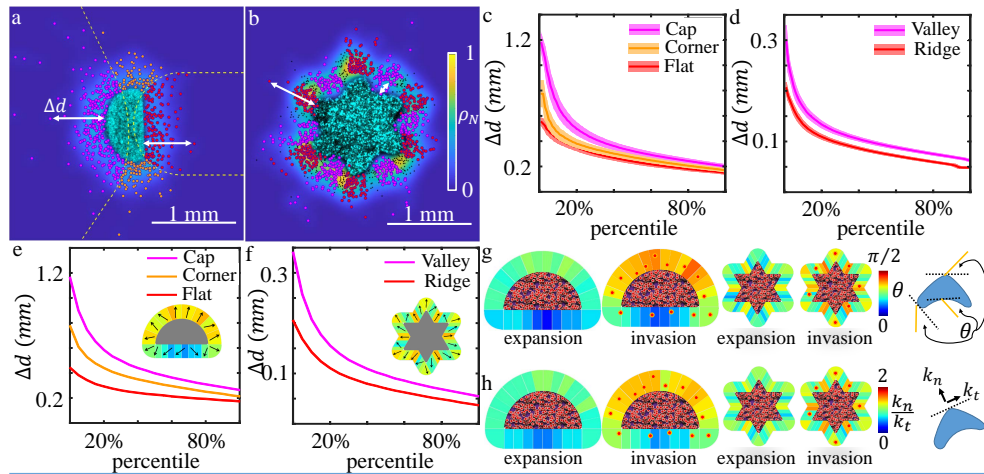 a
Δd
1 mm
b
1
ρN
0
1 mm
c
1.2
0.2
Δd (mm)
Cap
Corner
Flat
20%
80%
percentile
d
0.3
0.1
Δd (mm)
Valley
Ridge
20%
80%
percentile
e
1.2
0.2
Δd (mm)
Cap
Corner
Flat
20%
80%
percentile
f
0.3
0.1
Δd (mm)
Valley
Ridge
20%
80%
percentile
g
expansion
invasion
expansion
invasion
π/2
θ
0
θ
h
expansion
invasion
expansion
invasion
2
kn
kt
0
kn
kt